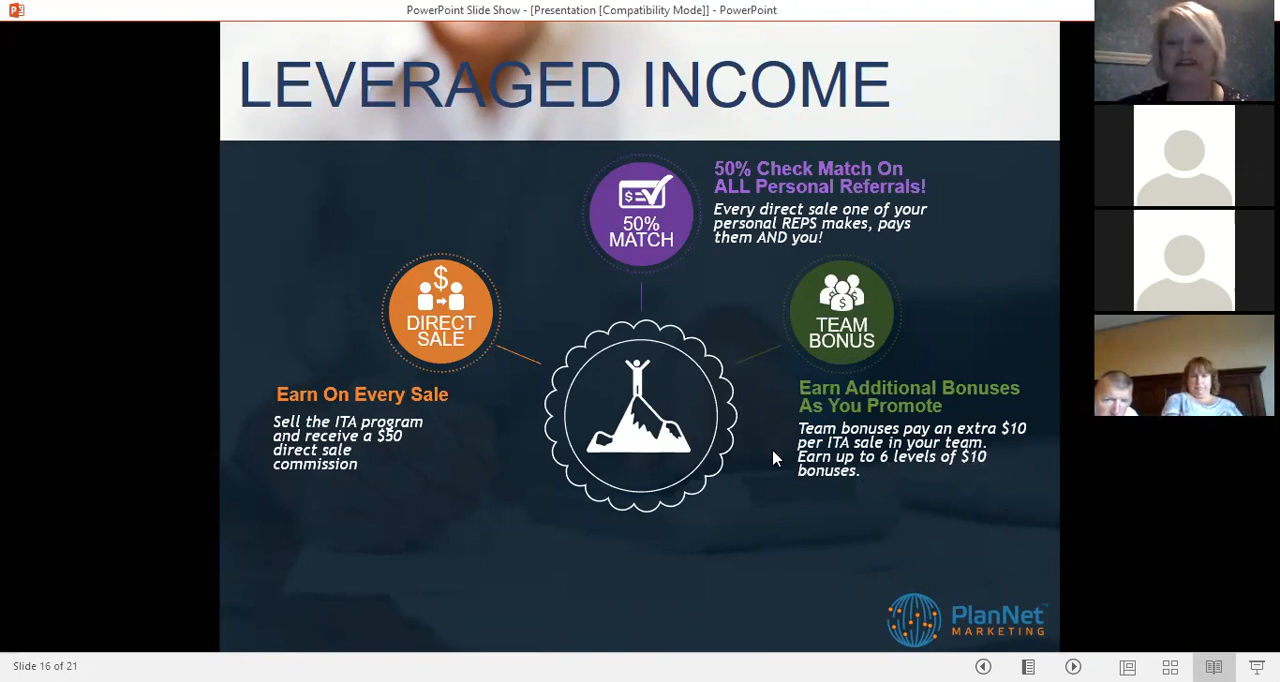 PowerPoint Slide Show - [Presentation [Compatibility Mode]] - PowerPoint
LEVERAGED INCOME
50%
MATCH
50% Check Match On
ALL Personal Referrals!
Every direct sale one of your
personal REPS makes, pays
them AND you!
$
DIRECT
SALE
Earn On Every Sale
Sell the ITA program
and receive a $50
direct sale
commission
TEAM
BONUS
Earn Additional Bonuses
As You Promote
Team bonuses pay an extra $10
per ITA sale in your team.
Earn up to 6 levels of $10
bonuses.
PlanNet
MARKETING
Slide 16 of 21